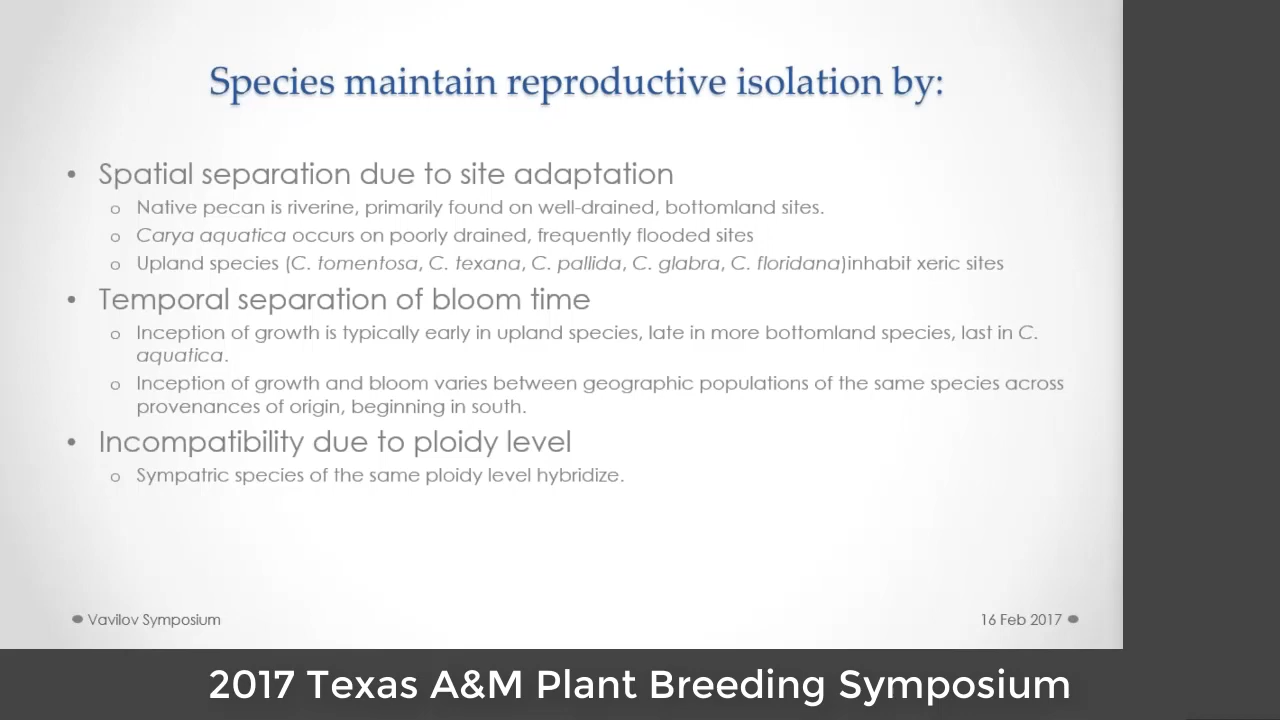 Species maintain reproductive isolation by:
• Spatial separation due to site adaptation
o Native pecan is riverine, primarily found on well-drained, bottomland sites.
o Carya aquatica occurs on poorly drained, frequently flooded sites
o Upland species (C. tomentosa, C. texana, C. pallida, C. glabra, C. floridana)inhabit xeric sites
• Temporal separation of bloom time
o Inception of growth is typically early in upland species, late in more bottomland species, last in C.
aquatica.
o Inception of growth and bloom varies between geographic populations of the same species across
provenances of origin, beginning in south.
• Incompatibility due to ploidy level
o Sympatric species of the same ploidy level hybridize.
Vavilov Symposium
16 Feb 2017
2017 Texas A&M Plant Breeding Symposium